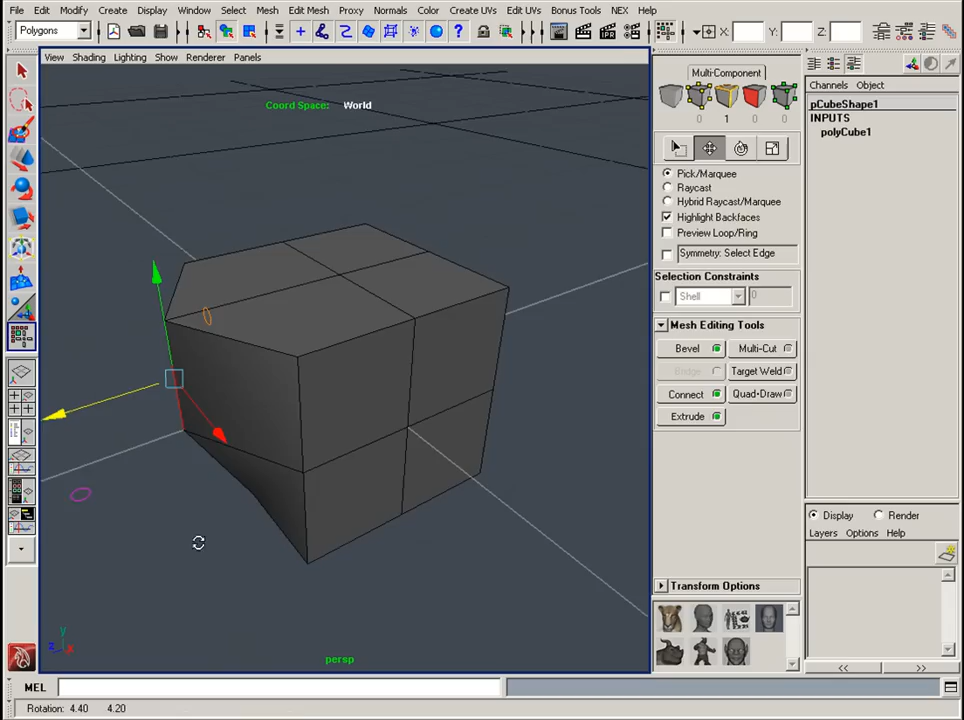 File Edit Modify Create Display Window Select Mesh Edit Mesh Proxy Normals Color Create UVs Edit UVs Bonus Tools NEX Help
Polygons X: Y: Z:
View Shading Lighting Show Renderer Panels
Coord Space: World
Multi-Component
0 1 0 0
Pick/Marquee
Raycast
Hybrid Raycast/Marquee
Highlight Backfaces
Preview Loop/Ring
Symmetry: Select Edge
Selection Constraints
Shell 0
Mesh Editing Tools
Bevel Multi-Cut
Bridge Target Weld
Connect Quad-Draw
Extrude
Transform Options
Channels Object
pCubeShape1
INPUTS
polyCube1
Display Render
Layers Options Help
y
z x
persp
<< >>
MEL
Rotation: 4.40 4.20